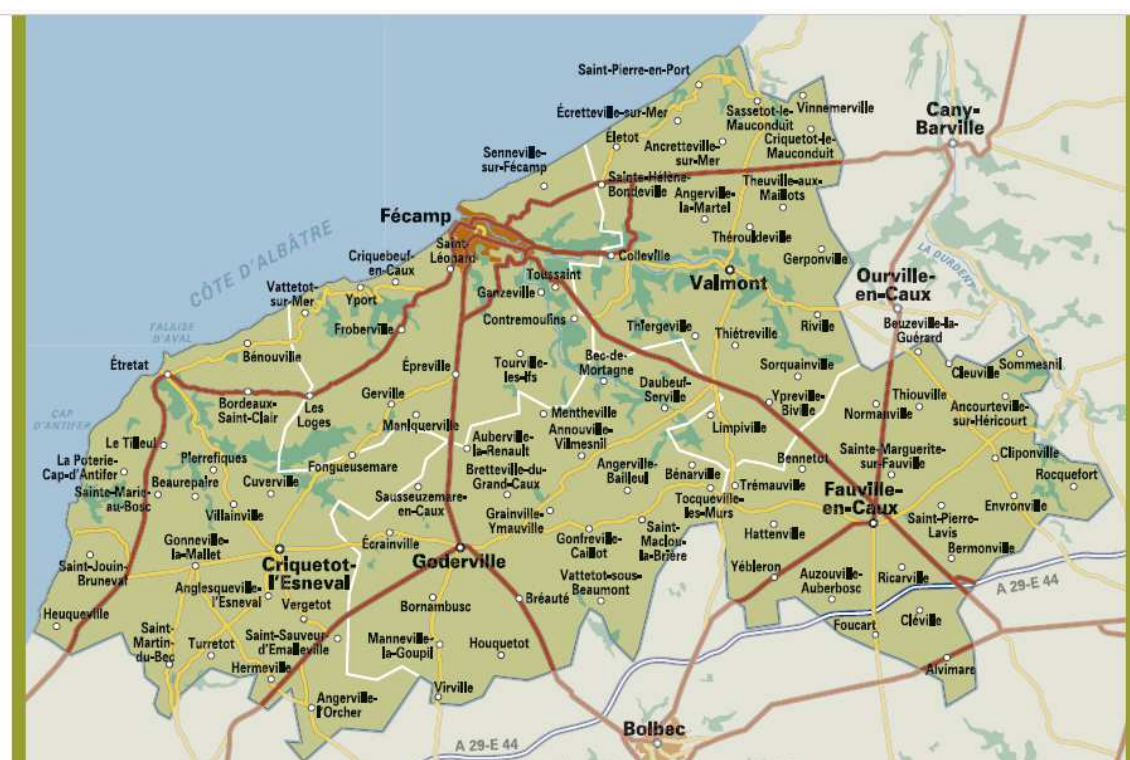 Saint-Pierre-en-Port
Écretteville-sur-Mer
Sassetot-le-
Mauconduit
Vinnemerville
Cany-
Barville
Életot
Ancretteville-
sur-Mer
Criquetot-le-
Mauconduit
Senneville-
sur-Fécamp
Sainte-Hélène-
Bondeville
Angerville-
la-Martel
Theuville-aux-
Maillots
Fécamp
Thérouldeville
Gerponville
CÔTE D'ALBÂTRE
Criquebeuf-
en-Caux
Saint-
Léonard
Colleville
LA DURDENT
Toussaint
Valmont
Ourville-
en-Caux
Vattetot-
sur-Mer
Yport
Ganzeville
Froberville
Contremoulins
Thiergeville
Thiétreville
Riville
Beuzeville-la-
Guérard
FALAISE
D'AVAL
Bénouville
Étretat
Épreville
Tourville-
les-Ifs
Bec-de-
Mortagne
Sorquainville
Cleuville
Sommesnil
Bordeaux-
Saint-Clair
Les
Loges
Gerville
Daubeuf-
Serville
Ypreville-
Biville
Thiouville
Normanville
Ancourteville-
sur-Héricourt
CAP
D'ANTIFER
Maniquerville
Mentheville
Annouville-
Vilmesnil
Limpiville
Le Tilleul
Auberville-
la-Renault
Sainte-Marguerite-
sur-Fauville
Cliponville
La Poterie-
Cap-d'Antifer
Pierrefiques
Fongueusemare
Bretteville-du-
Grand-Caux
Angerville-
Bailleul
Bénarville
Bennetot
Rocquefort
Sainte-Marie-
au-Bosc
Beaurepaire
Cuverville
Sausseuzemare-
en-Caux
Tocqueville-
les-Murs
Trémauville
Fauville-
en-Caux
Envronville
Villainville
Grainville-
Ymauville
Saint-
Maclou-
la-Brière
Hattenville
Saint-Pierre-
Lavis
Gonneville-
la-Mallet
Écrainville
Gonfreville-
Caillot
Bermonville
Saint-Jouin-
Bruneval
Criquetot-
l'Esneval
Goderville
Yébleron
Ricarville
Anglesqueville-
l'Esneval
Vattetot-sous-
Beaumont
Auzouville-
Auberbosc
A 29-E 44
Heuqueville
Vergetot
Bornambusc
Bréauté
Foucart
Cléville
Saint-
Martin-
du-Bec
Turretot
Saint-Sauveur-
d'Emalleville
Manneville-
la-Goupil
Houquetot
Alvimare
Hermeville
Angerville-
l'Orcher
Virville
Bolbec
A 29-E 44